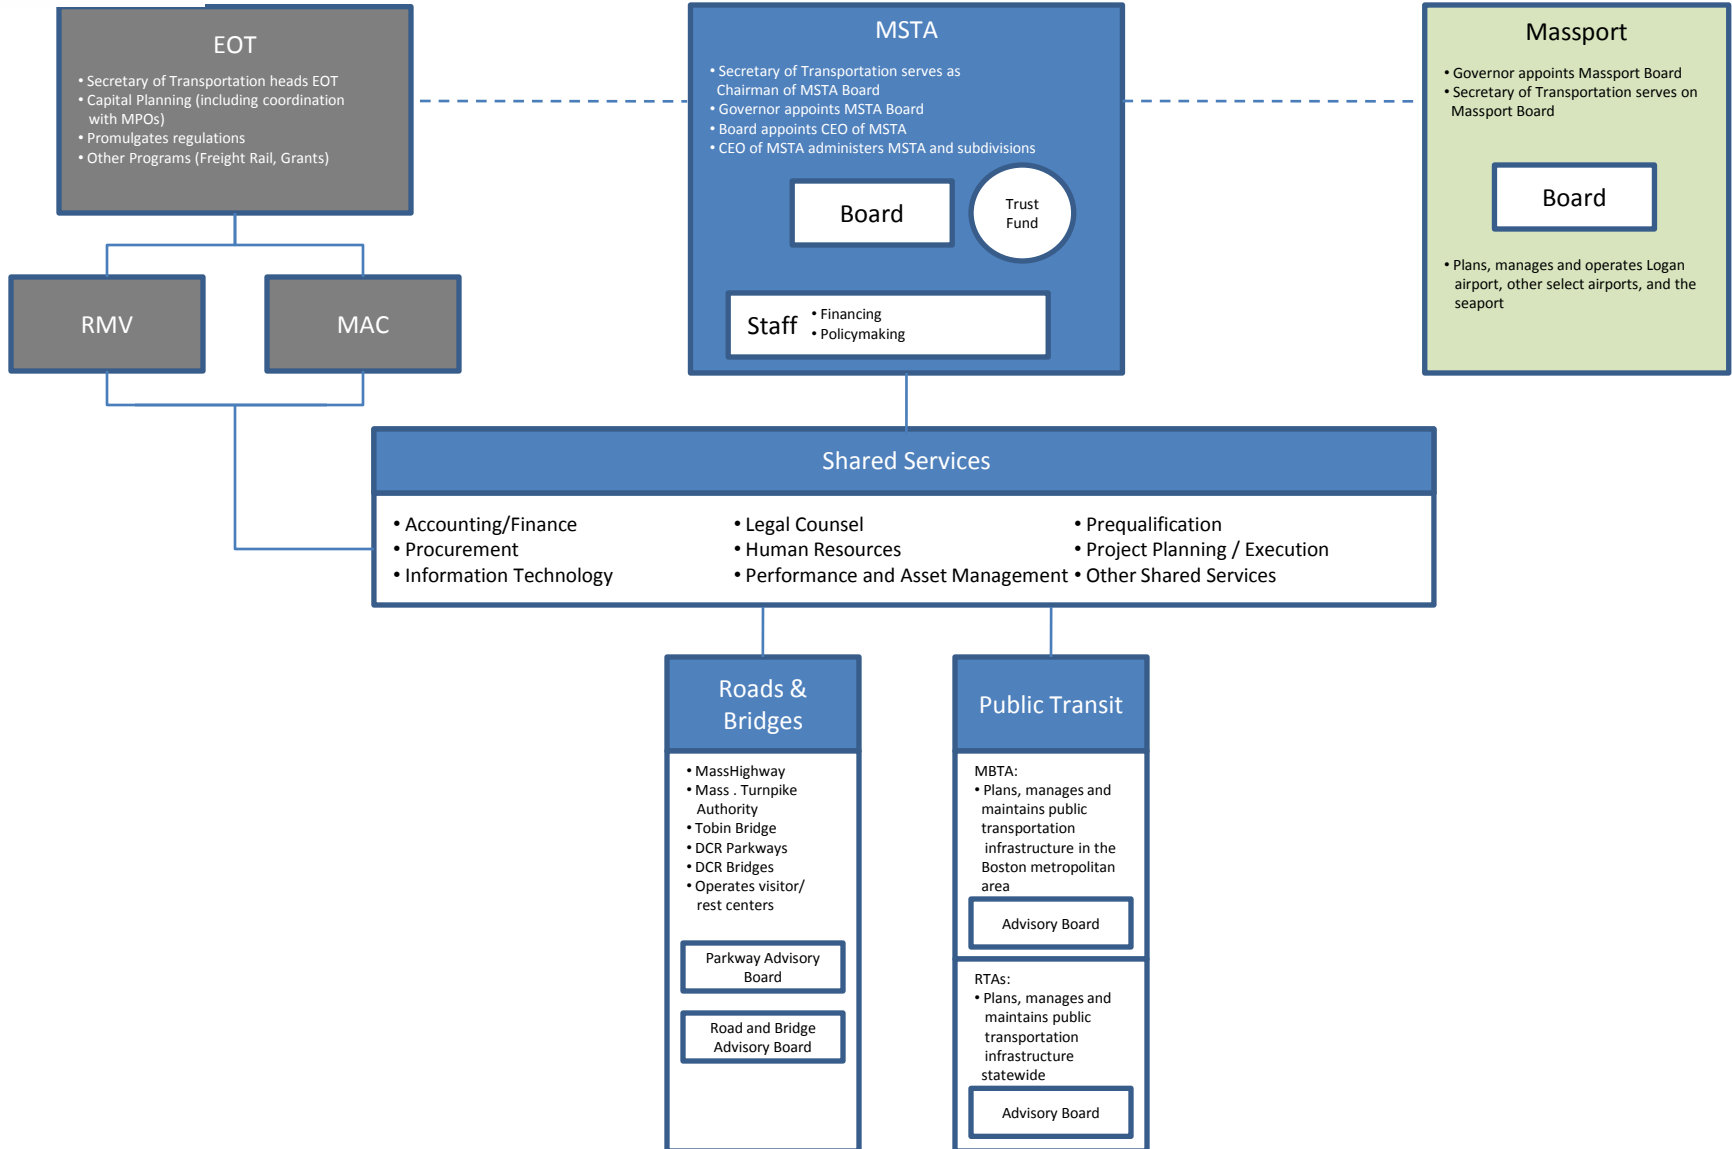 EOT
• Secretary of Transportation heads EOT
• Capital Planning (including coordination
with MPOs)
• Promulgates regulations
• Other Programs (Freight Rail, Grants)
RMV
MAC
MSTA
• Secretary of Transportation serves as
Chairman of MSTA Board
• Governor appoints MSTA Board
• Board appoints CEO of MSTA
• CEO of MSTA administers MSTA and subdivisions
Board
Trust
Fund
Staff
• Financing
• Policymaking
Massport
• Governor appoints Massport Board
• Secretary of Transportation serves on
Massport Board
Board
• Plans, manages and operates Logan
airport, other select airports, and the
seaport
Shared Services
• Accounting/Finance
• Procurement
• Information Technology
• Legal Counsel
• Human Resources
• Performance and Asset Management
• Prequalification
• Project Planning / Execution
• Other Shared Services
Roads &
Bridges
• MassHighway
• Mass . Turnpike
Authority
• Tobin Bridge
• DCR Parkways
• DCR Bridges
• Operates visitor/
rest centers
Parkway Advisory
Board
Road and Bridge
Advisory Board
Public Transit
MBTA:
• Plans, manages and
maintains public
transportation
infrastructure in the
Boston metropolitan
area
Advisory Board
RTAs:
• Plans, manages and
maintains public
transportation
infrastructure
statewide
Advisory Board